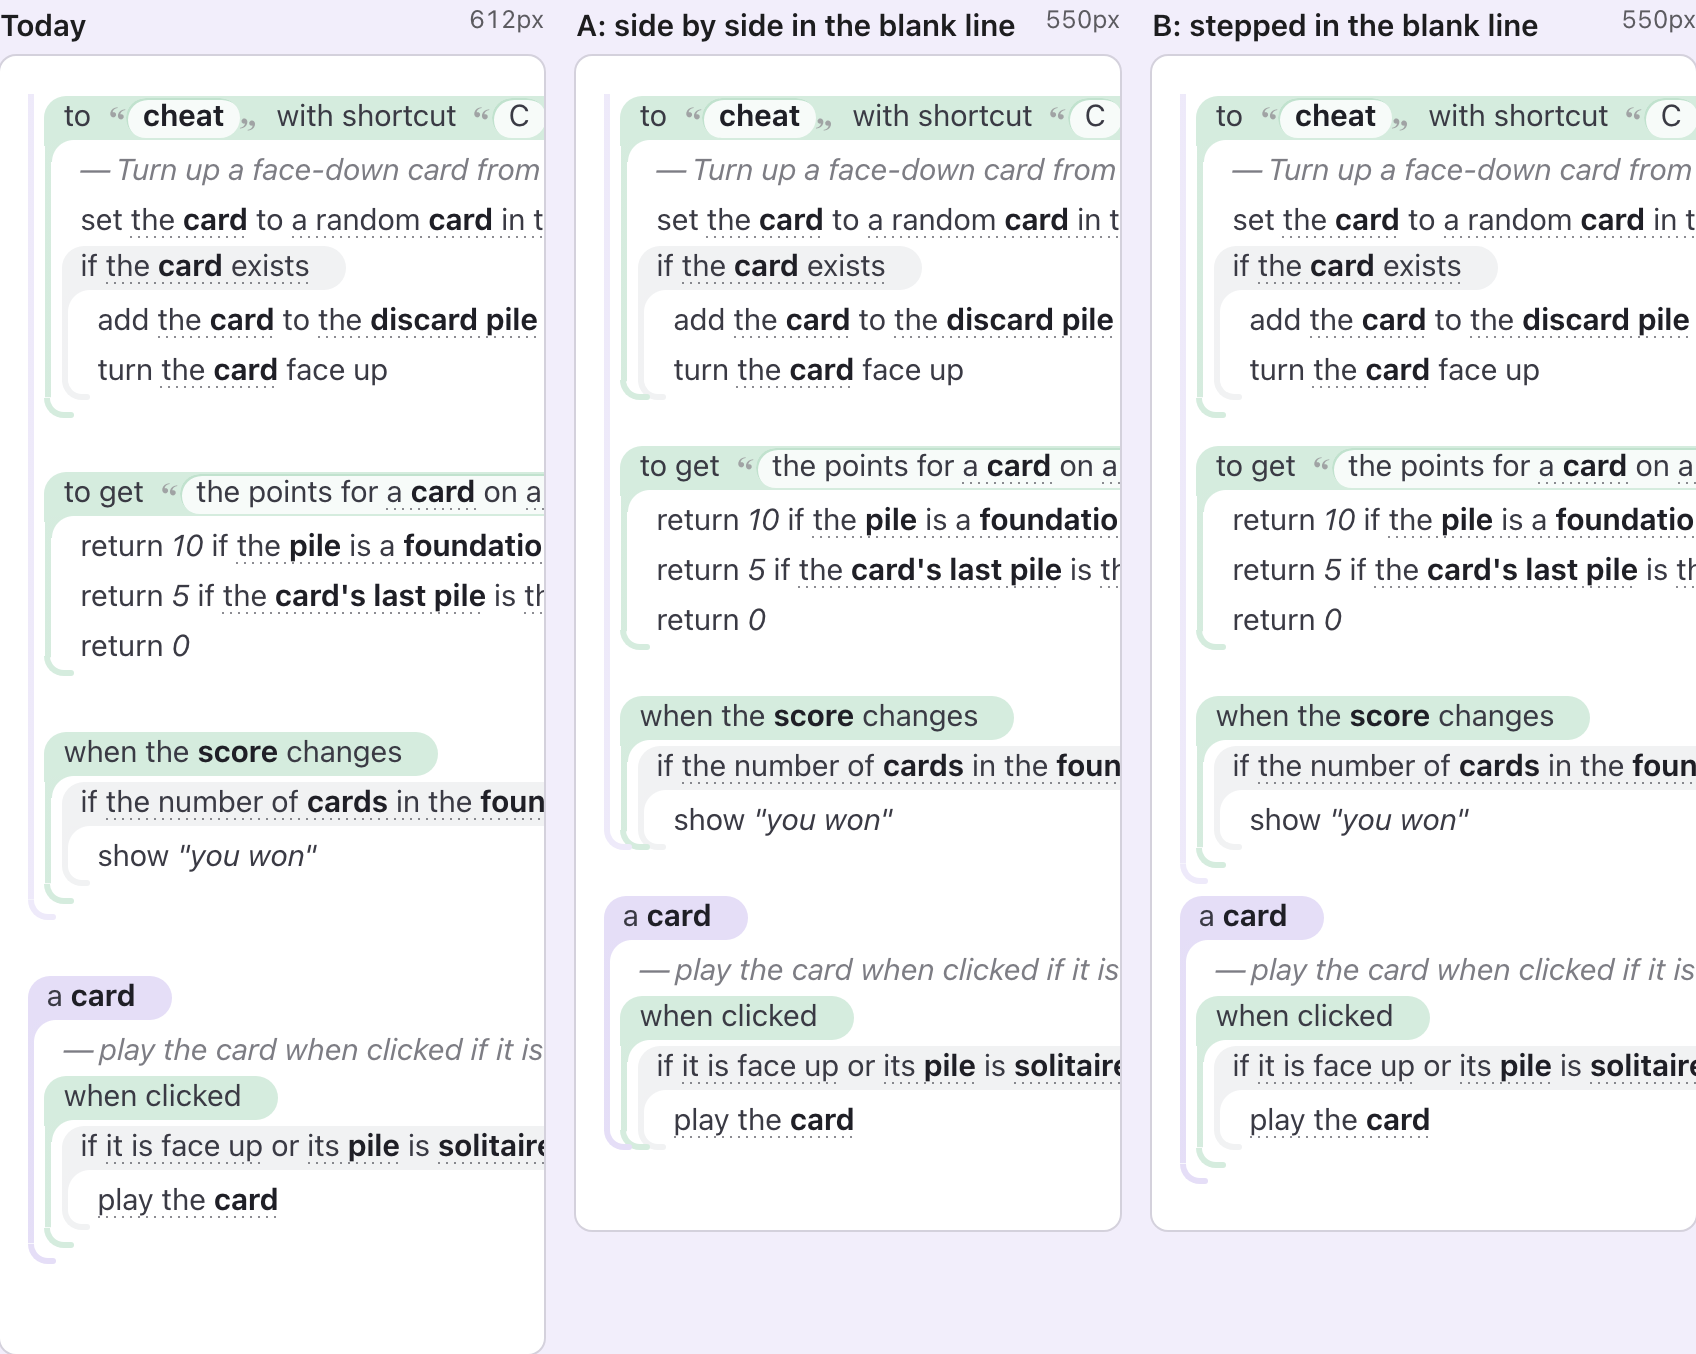 Today 612px
to “cheat„ with shortcut “C
— Turn up a face-down card from
set the card to a random card in t
if the card exists
add the card to the discard pile
turn the card face up
to get “the points for a card on a
return 10 if the pile is a foundatio
return 5 if the card's last pile is th
return 0
when the score changes
if the number of cards in the foun
show "you won"
a card
— play the card when clicked if it is
when clicked
if it is face up or its pile is solitaire
play the card
A: side by side in the blank line 550px
to “cheat„ with shortcut “C
— Turn up a face-down card from
set the card to a random card in t
if the card exists
add the card to the discard pile
turn the card face up
to get “the points for a card on a
return 10 if the pile is a foundatio
return 5 if the card's last pile is th
return 0
when the score changes
if the number of cards in the foun
show "you won"
a card
— play the card when clicked if it is
when clicked
if it is face up or its pile is solitaire
play the card
B: stepped in the blank line 550px
to “cheat„ with shortcut “C
— Turn up a face-down card from
set the card to a random card in t
if the card exists
add the card to the discard pile
turn the card face up
to get “the points for a card on a
return 10 if the pile is a foundatio
return 5 if the card's last pile is th
return 0
when the score changes
if the number of cards in the foun
show "you won"
a card
— play the card when clicked if it is
when clicked
if it is face up or its pile is solitaire
play the card